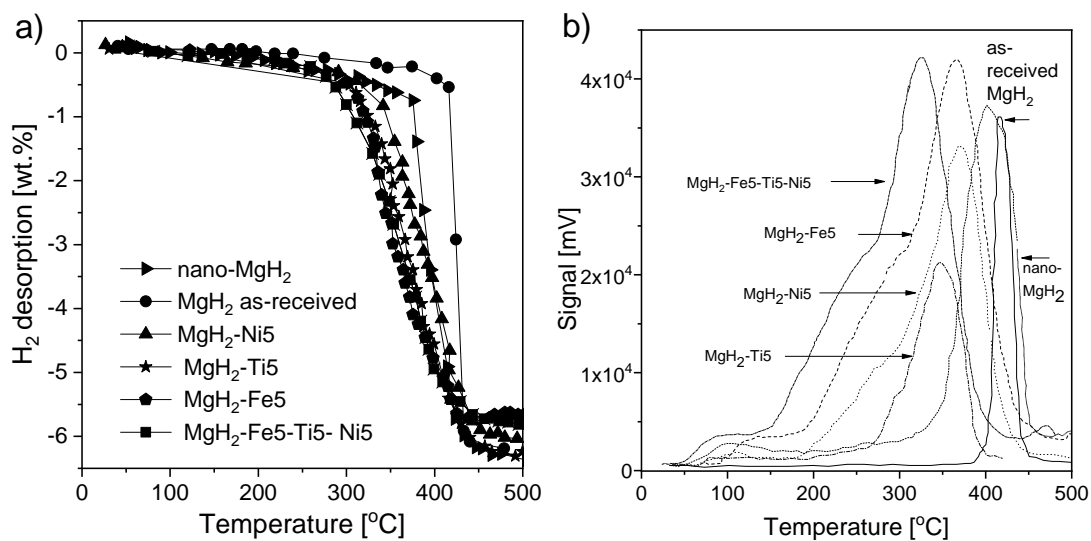 a)
H2 desorption [wt.%]
0
-1
-2
-3
-4
-5
-6
nano-MgH2
MgH2 as-received
MgH2-Ni5
MgH2-Ti5
MgH2-Fe5
MgH2-Fe5-Ti5- Ni5
0 100 200 300 400 500
Temperature [oC]
b)
Signal [mV]
4x10^4
3x10^4
2x10^4
1x10^4
0
as-
received
MgH2
MgH2-Fe5-Ti5-Ni5
MgH2-Fe5
MgH2-Ni5
MgH2-Ti5
nano-
MgH2
0 100 200 300 400 500
Temperature [oC]